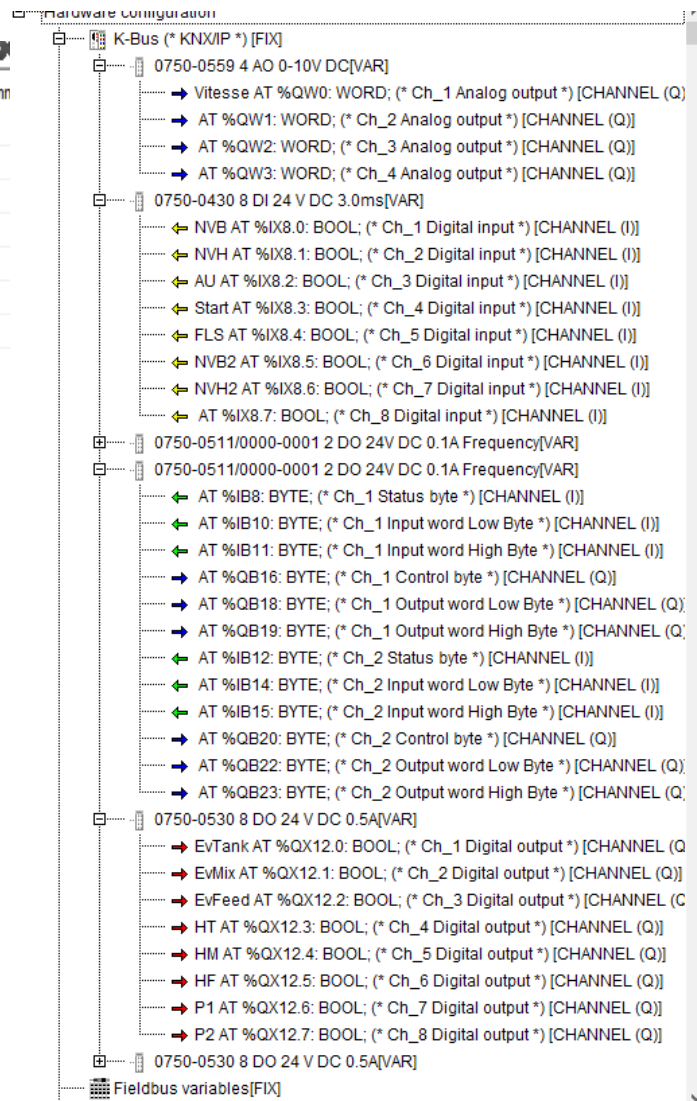 Hardware configuration
K-Bus (* KNX/IP *) [FIX]
0750-0559 4 AO 0-10V DC[VAR]
Vitesse AT %QW0: WORD; (* Ch_1 Analog output *) [CHANNEL (Q)
AT %QW1: WORD; (* Ch_2 Analog output *) [CHANNEL (Q)]
AT %QW2: WORD; (* Ch_3 Analog output *) [CHANNEL (Q)]
AT %QW3: WORD; (* Ch_4 Analog output *) [CHANNEL (Q)]
0750-0430 8 DI 24 V DC 3.0ms[VAR]
NVB AT %IX8.0: BOOL; (* Ch_1 Digital input *) [CHANNEL (I)]
NVH AT %IX8.1: BOOL; (* Ch_2 Digital input *) [CHANNEL (I)]
AU AT %IX8.2: BOOL; (* Ch_3 Digital input *) [CHANNEL (I)]
Start AT %IX8.3: BOOL; (* Ch_4 Digital input *) [CHANNEL (I)]
FLS AT %IX8.4: BOOL; (* Ch_5 Digital input *) [CHANNEL (I)]
NVB2 AT %IX8.5: BOOL; (* Ch_6 Digital input *) [CHANNEL (I)]
NVH2 AT %IX8.6: BOOL; (* Ch_7 Digital input *) [CHANNEL (I)]
AT %IX8.7: BOOL; (* Ch_8 Digital input *) [CHANNEL (I)]
0750-0511/0000-0001 2 DO 24V DC 0.1A Frequency[VAR]
0750-0511/0000-0001 2 DO 24V DC 0.1A Frequency[VAR]
AT %IB8: BYTE; (* Ch_1 Status byte *) [CHANNEL (I)]
AT %IB10: BYTE; (* Ch_1 Input word Low Byte *) [CHANNEL (I)]
AT %IB11: BYTE; (* Ch_1 Input word High Byte *) [CHANNEL (I)]
AT %QB16: BYTE; (* Ch_1 Control byte *) [CHANNEL (Q)]
AT %QB18: BYTE; (* Ch_1 Output word Low Byte *) [CHANNEL (Q)]
AT %QB19: BYTE; (* Ch_1 Output word High Byte *) [CHANNEL (Q
AT %IB12: BYTE; (* Ch_2 Status byte *) [CHANNEL (I)]
AT %IB14: BYTE; (* Ch_2 Input word Low Byte *) [CHANNEL (I)]
AT %IB15: BYTE; (* Ch_2 Input word High Byte *) [CHANNEL (I)]
AT %QB20: BYTE; (* Ch_2 Control byte *) [CHANNEL (Q)]
AT %QB22: BYTE; (* Ch_2 Output word Low Byte *) [CHANNEL (Q)]
AT %QB23: BYTE; (* Ch_2 Output word High Byte *) [CHANNEL (Q
0750-0530 8 DO 24 V DC 0.5A[VAR]
EvTank AT %QX12.0: BOOL; (* Ch_1 Digital output *) [CHANNEL (Q
EvMix AT %QX12.1: BOOL; (* Ch_2 Digital output *) [CHANNEL (Q)]
EvFeed AT %QX12.2: BOOL; (* Ch_3 Digital output *) [CHANNEL (Q
HT AT %QX12.3: BOOL; (* Ch_4 Digital output *) [CHANNEL (Q)]
HM AT %QX12.4: BOOL; (* Ch_5 Digital output *) [CHANNEL (Q)]
HF AT %QX12.5: BOOL; (* Ch_6 Digital output *) [CHANNEL (Q)]
P1 AT %QX12.6: BOOL; (* Ch_7 Digital output *) [CHANNEL (Q)]
P2 AT %QX12.7: BOOL; (* Ch_8 Digital output *) [CHANNEL (Q)]
0750-0530 8 DO 24 V DC 0.5A[VAR]
Fieldbus variables[FIX]